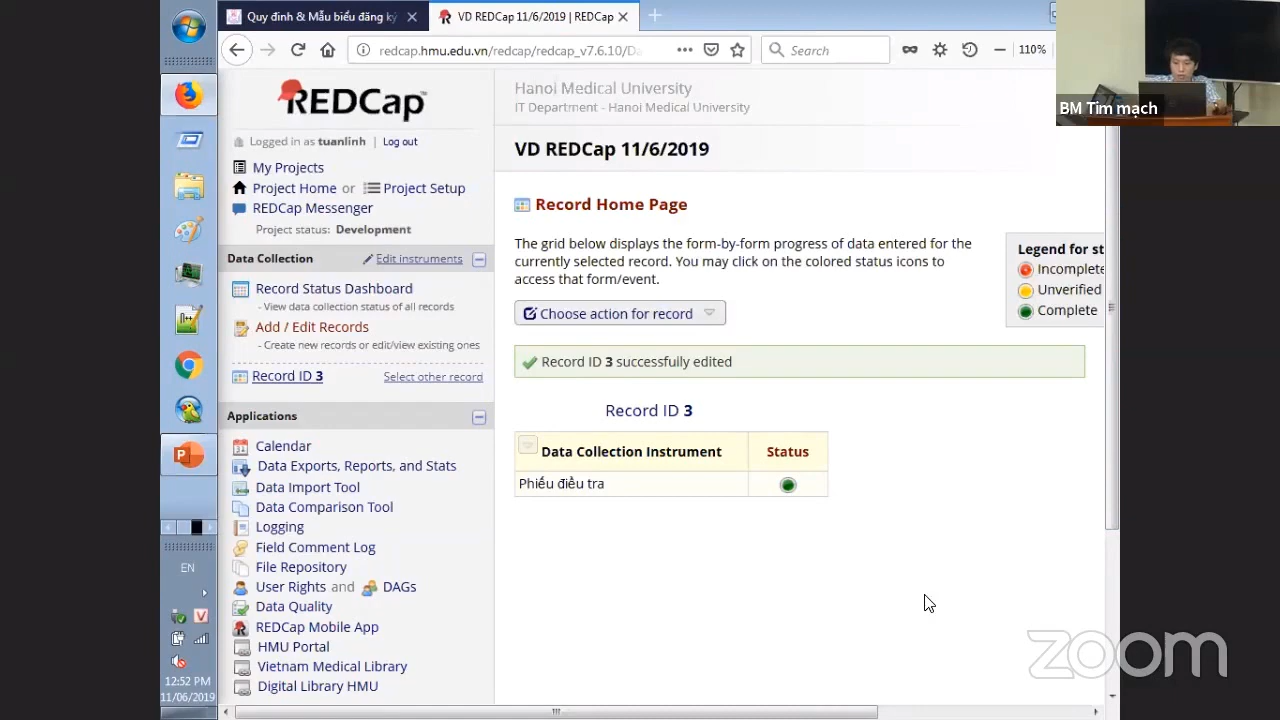 Quy đinh & Mẫu biểu đăng ký
VD REDCap 11/6/2019 | REDCap
redcap.hmu.edu.vn/redcap/redcap_v7.6.10/Da
Search
110%
BM Tim mạch
REDCap
Logged in as tuanlinh | Log out
My Projects
Project Home or Project Setup
REDCap Messenger
Project status: Development
Data Collection
Edit instruments
Record Status Dashboard
- View data collection status of all records
Add / Edit Records
- Create new records or edit/view existing ones
Record ID 3
Select other record
Applications
Calendar
Data Exports, Reports, and Stats
Data Import Tool
Data Comparison Tool
Logging
Field Comment Log
File Repository
User Rights and DAGs
Data Quality
REDCap Mobile App
HMU Portal
Vietnam Medical Library
Digital Library HMU
Hanoi Medical University
IT Department - Hanoi Medical University
VD REDCap 11/6/2019
Record Home Page
The grid below displays the form-by-form progress of data entered for the
currently selected record. You may click on the colored status icons to
access that form/event.
Legend for st
Incomplete
Unverified
Complete
Choose action for record
Record ID 3 successfully edited
Record ID 3
Data Collection Instrument
Status
Phiếu điều tra
EN
12:52 PM
11/06/2019
zoom